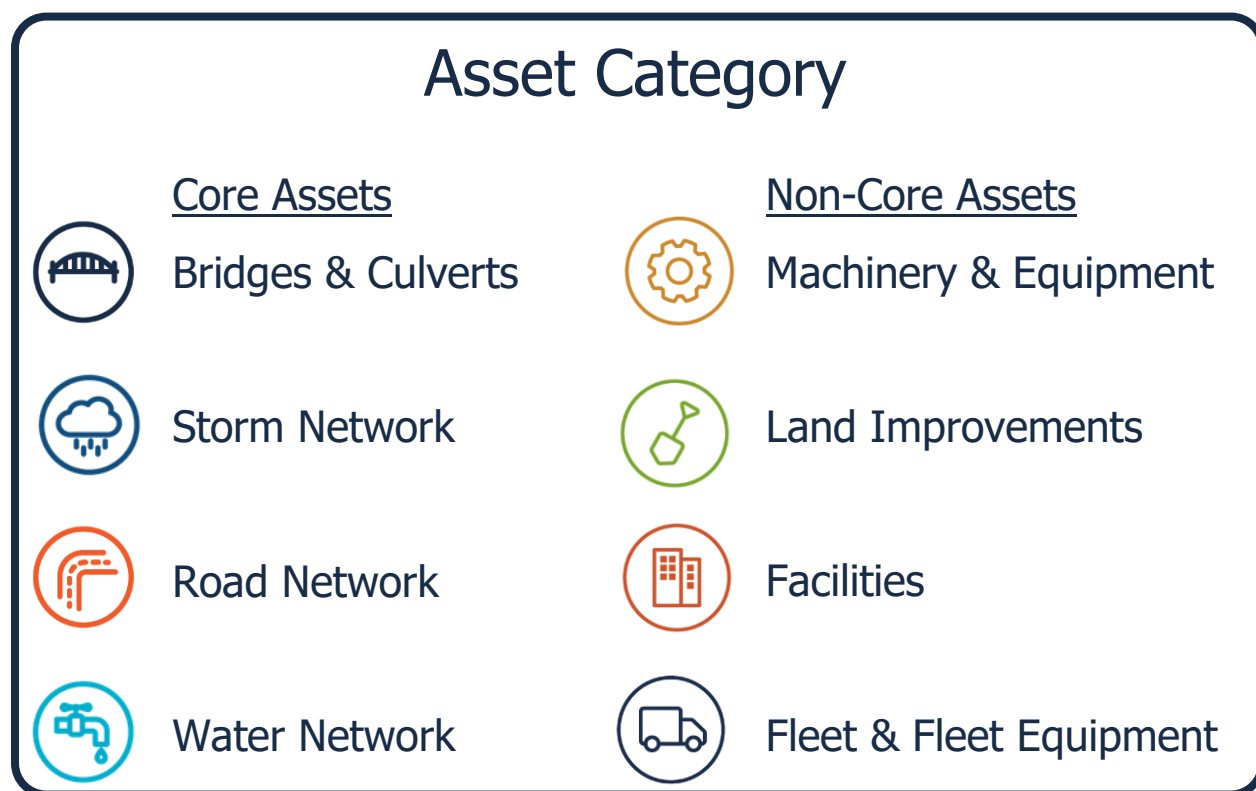 Asset Category
Core Assets
Bridges & Culverts
Storm Network
Road Network
Water Network
Non-Core Assets
Machinery & Equipment
Land Improvements
Facilities
Fleet & Fleet Equipment